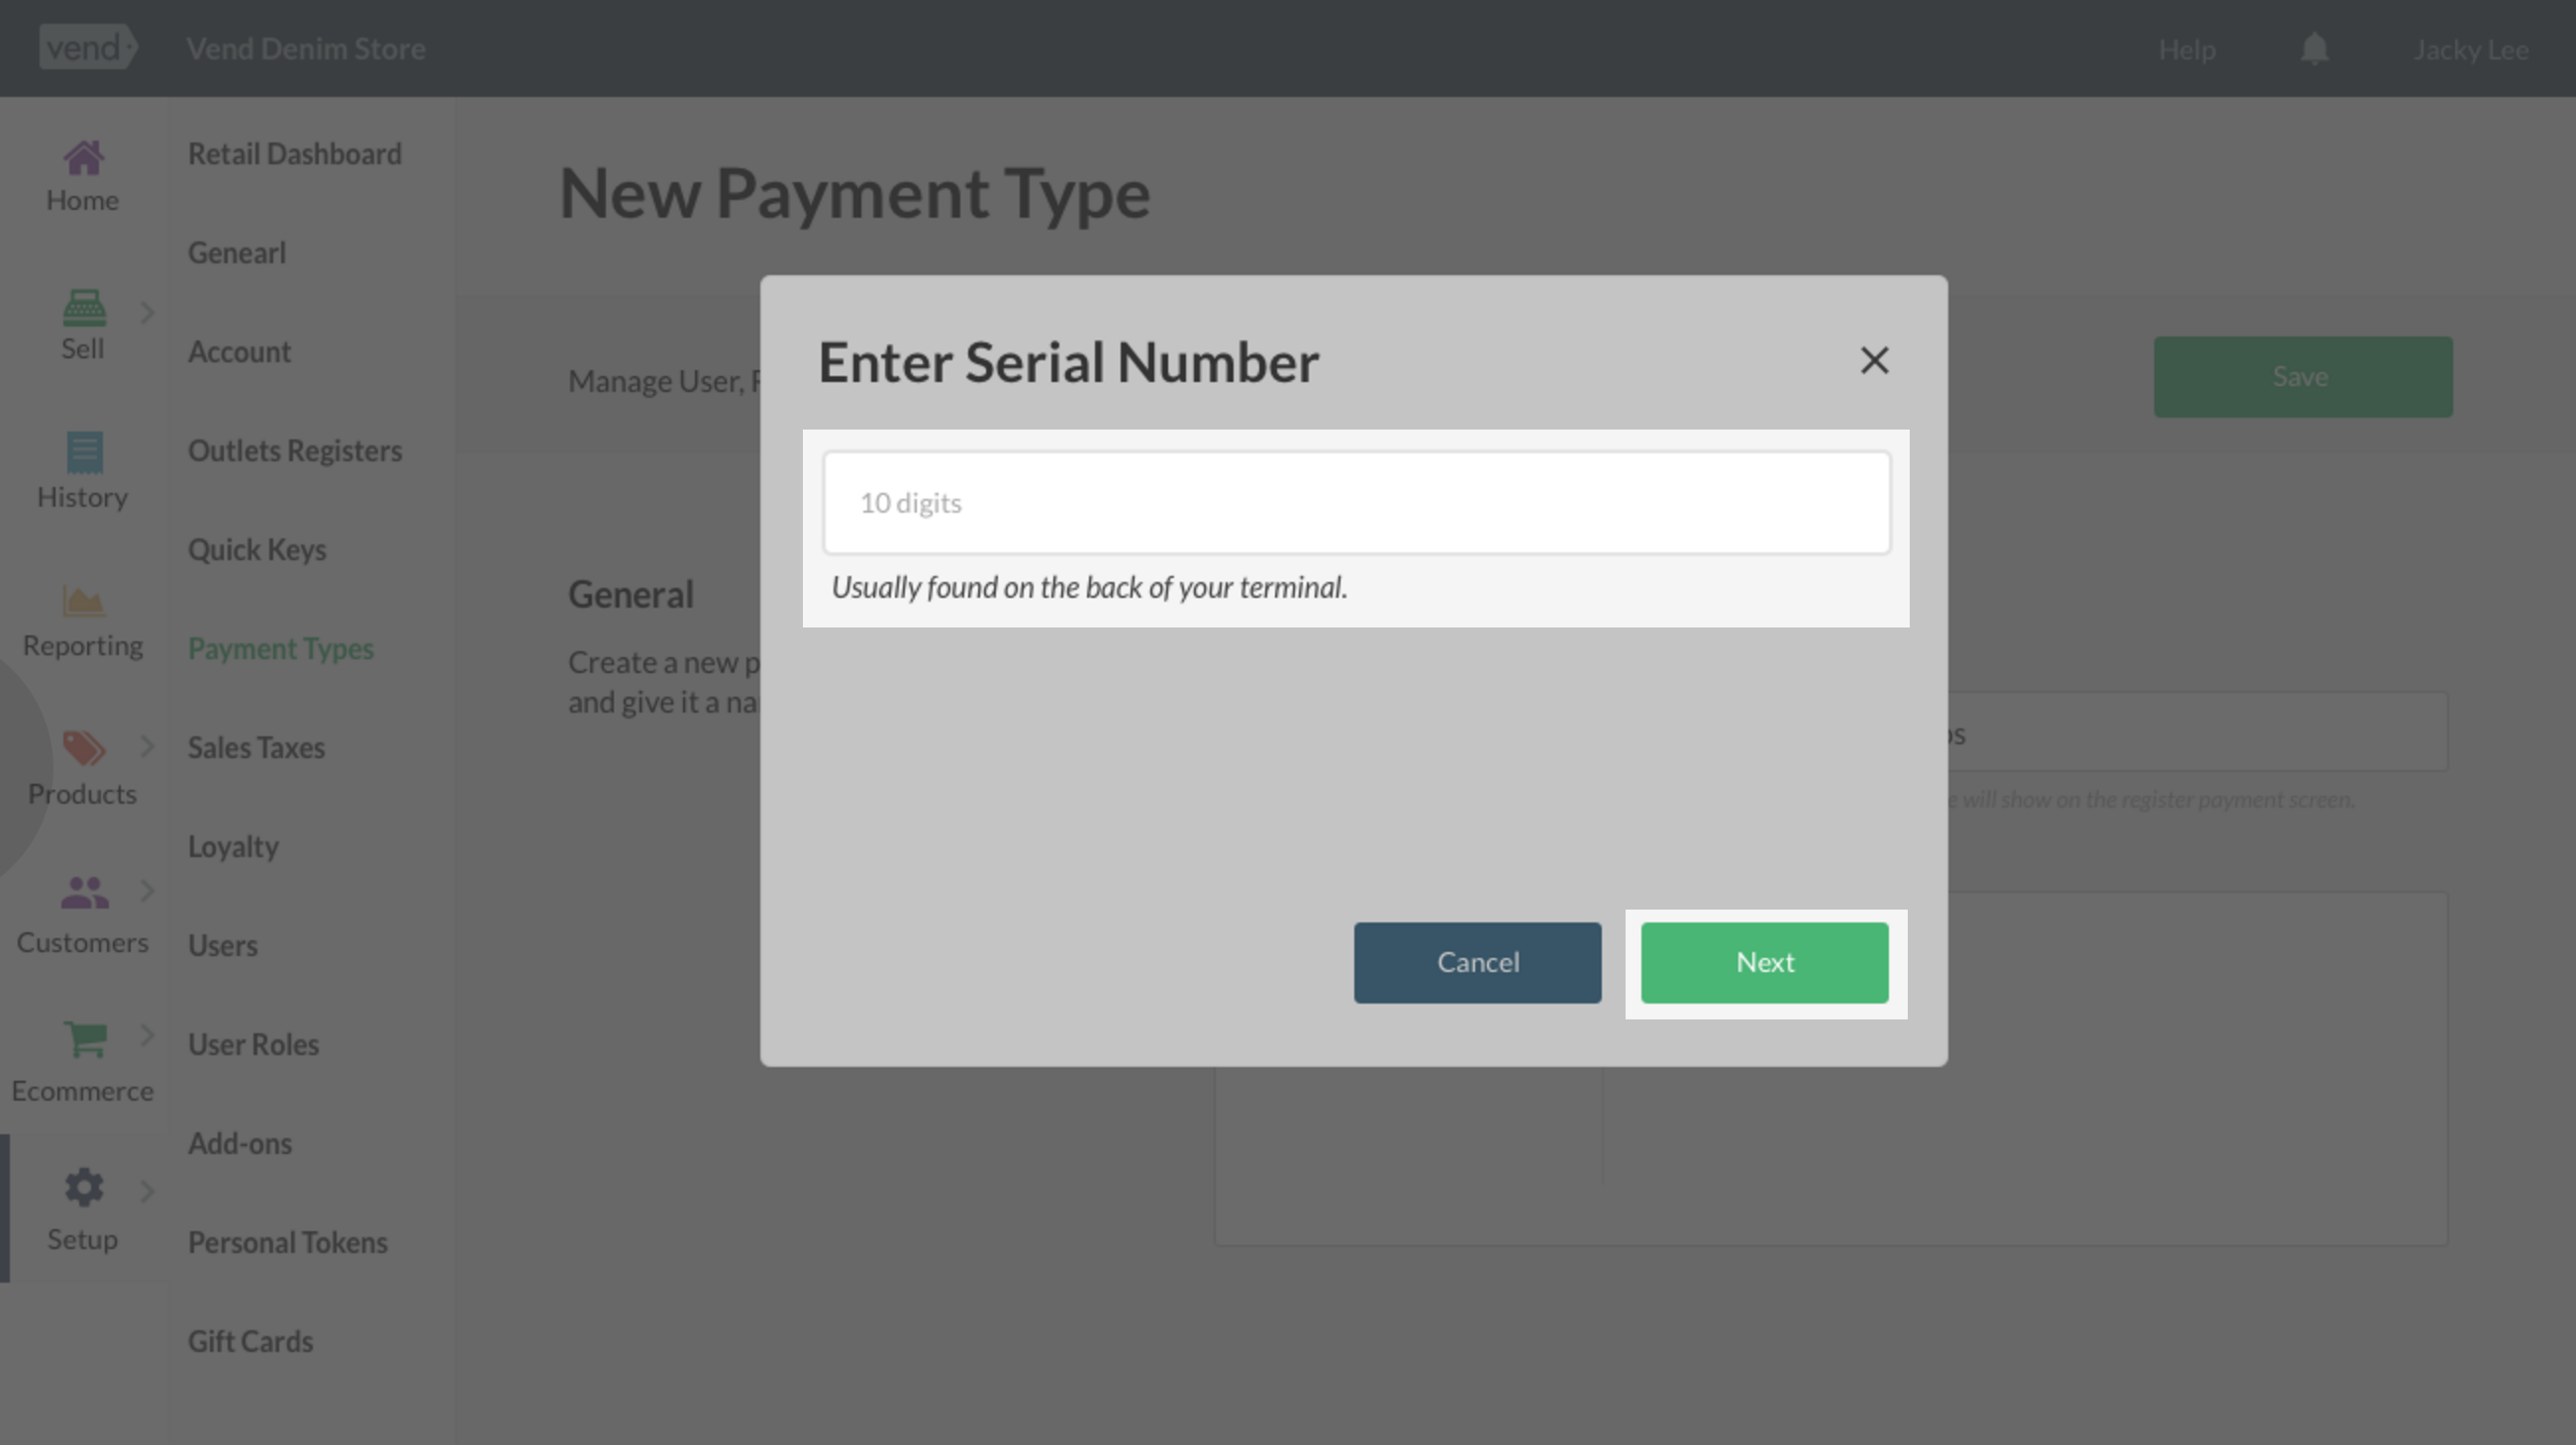 vend
Vend Denim Store
Help
Jacky Lee
Home
Sell
History
Reporting
Products
Customers
Ecommerce
Setup
Retail Dashboard
Genearl
Account
Outlets Registers
Quick Keys
Payment Types
Sales Taxes
Loyalty
Users
User Roles
Add-ons
Personal Tokens
Gift Cards
New Payment Type
Manage User,
Save
General
Create a new
and give it a
will show on the register payment screen.
Enter Serial Number
10 digits
Usually found on the back of your terminal.
Cancel
Next